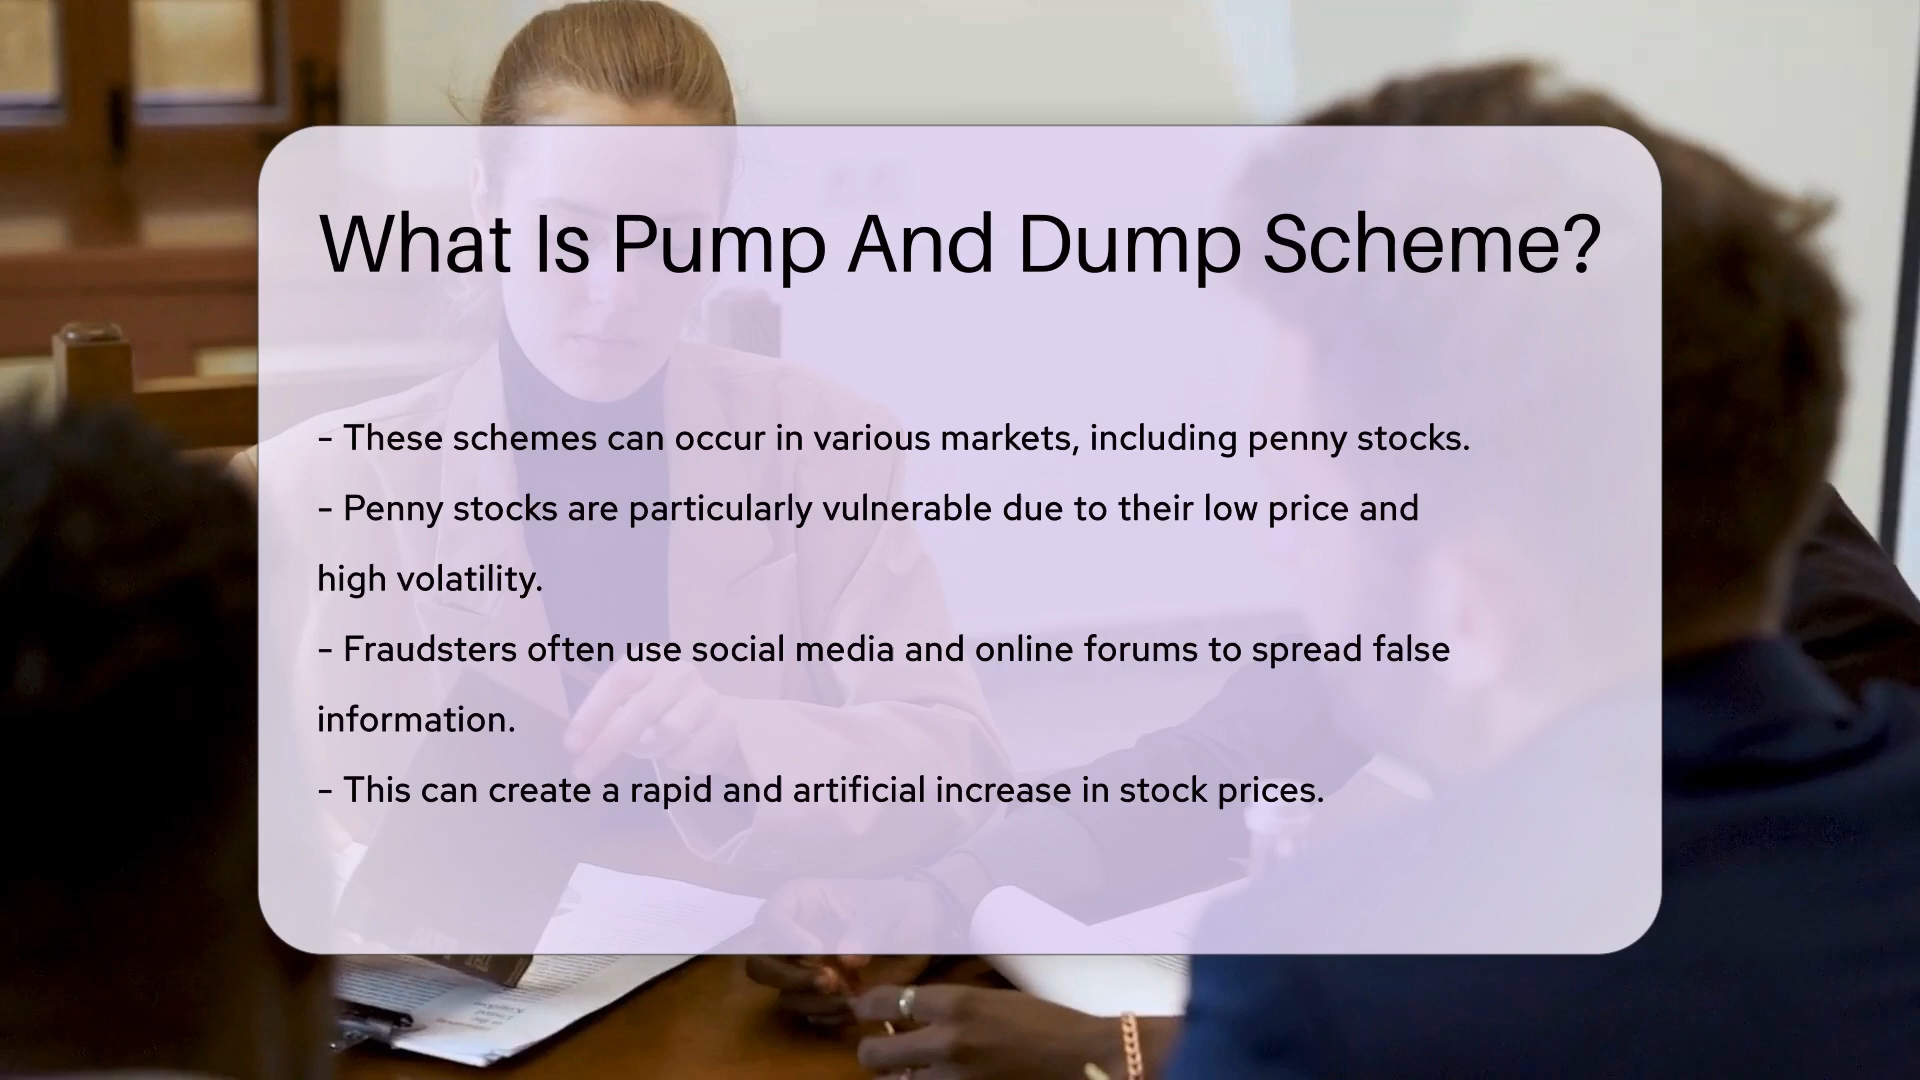 What Is Pump And Dump Scheme?
- These schemes can occur in various markets, including penny stocks.
- Penny stocks are particularly vulnerable due to their low price and
high volatility.
- Fraudsters often use social media and online forums to spread false
information.
- This can create a rapid and artificial increase in stock prices.